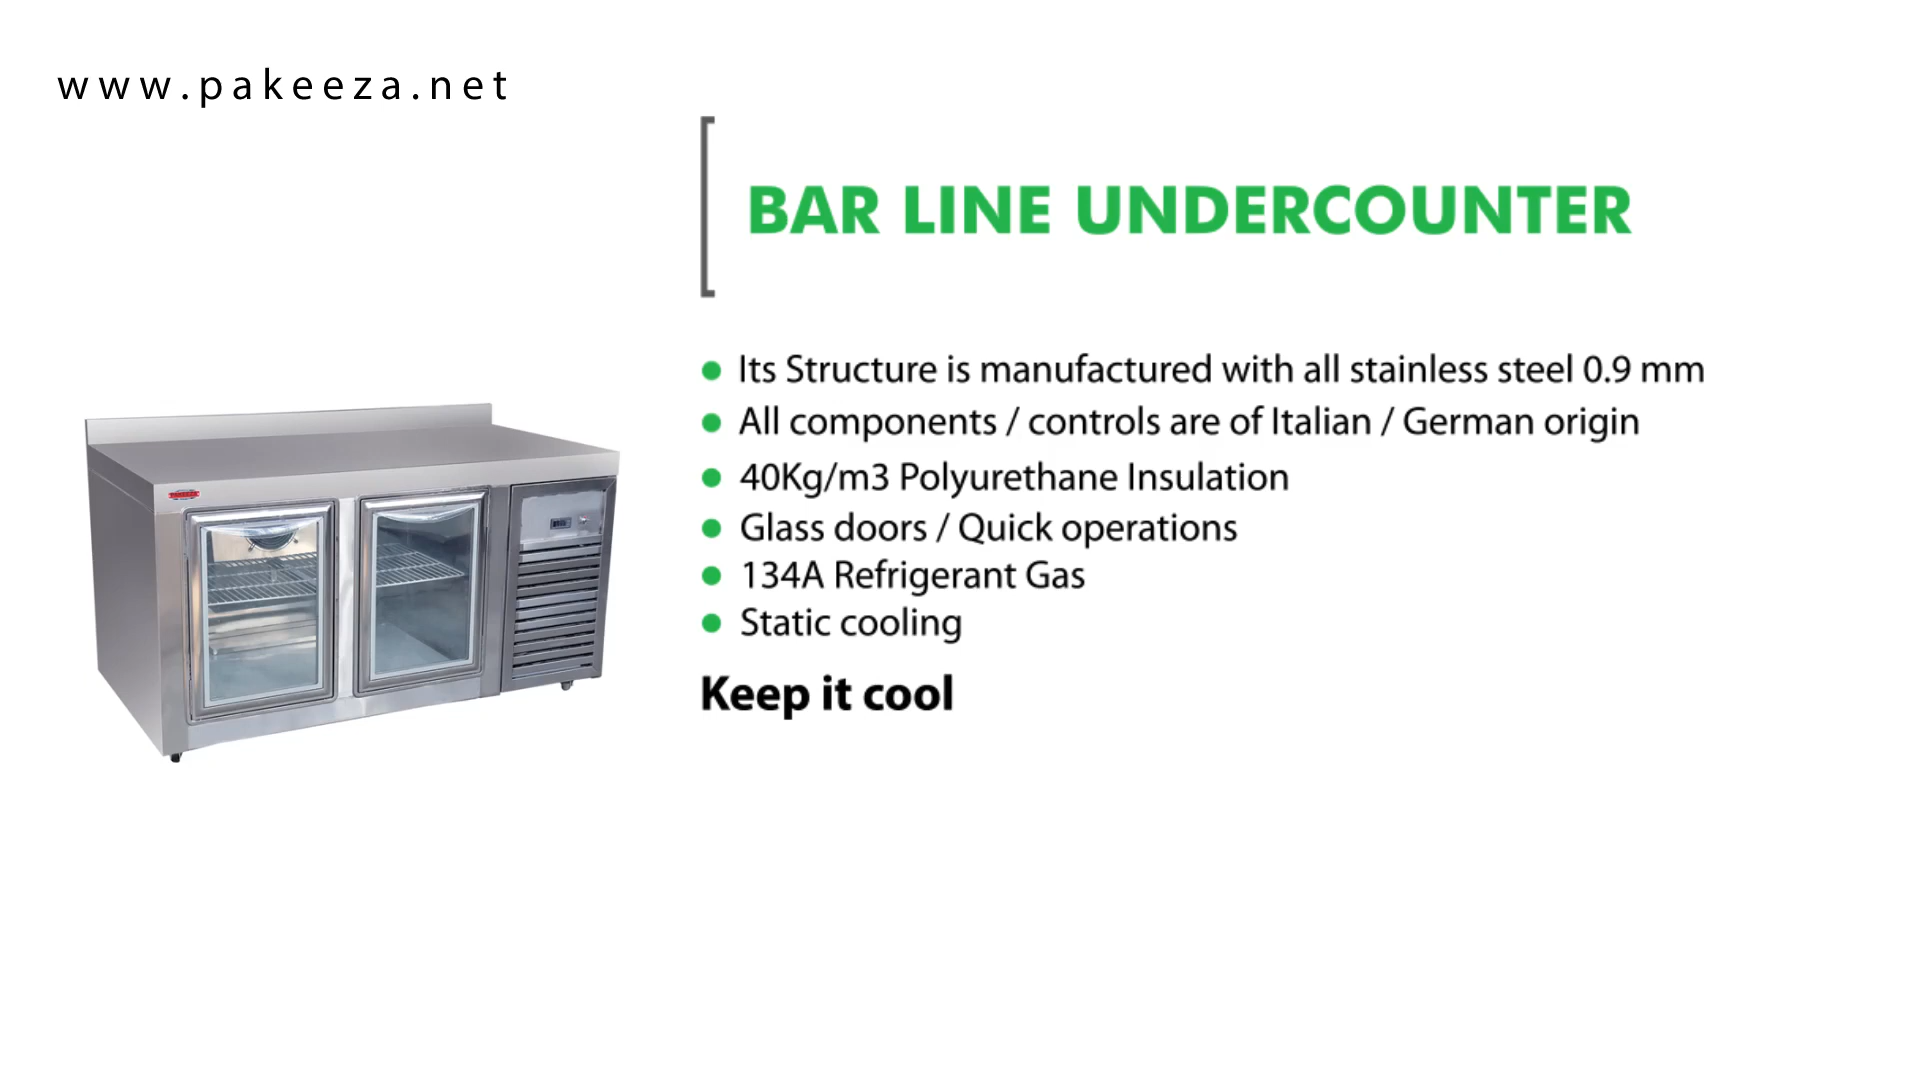 www.pakeeza.net
BAR LINE UNDERCOUNTER
Its Structure is manufactured with all stainless steel 0.9 mm
All components / controls are of Italian / German origin
40Kg/m3 Polyurethane Insulation
Glass doors / Quick operations
134A Refrigerant Gas
Static cooling
Keep it cool